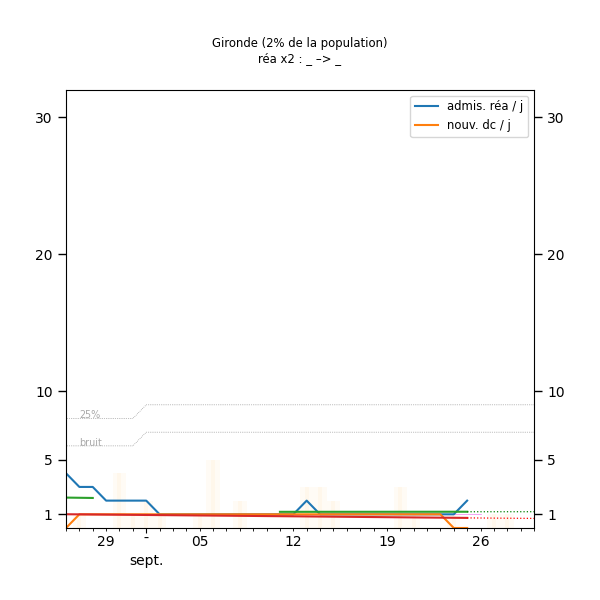 Gironde (2% de la population)
réa x2 : _ –> _
admis. réa / j
nouv. dc / j
30 30
20 20
10 10
25%
bruit
5 5
1 1
29 - 05 12 19 26
sept.